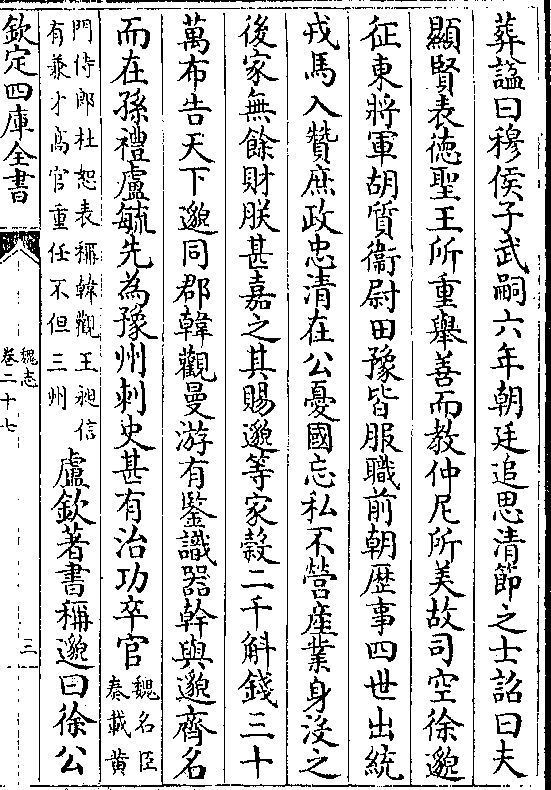 葬諡曰穆侯子武嗣六年朝廷追思清節之士詔曰夫
顯賢表德聖王所重舉善而教仲尼所美故司空徐邈
征東將軍胡質衞尉田豫皆服職前朝歴事四世出統
戎馬入贊庶政忠清在公憂國忘私不營産業身沒之
後家無餘財朕甚嘉之其賜邈等家榖二千斛錢三十
萬布告天下邈同郡韓觀曼游有鑒識器幹與邈齊名
而在孫禮盧毓先為豫州刺史甚有治功卒官
魏名臣
奏載黄
門侍郎杜恕表稱韓觀王昶信
有兼才高官重任不但三州
盧欽著書稱邈曰徐公
欽定四庫全書
魏志
卷二十七
三